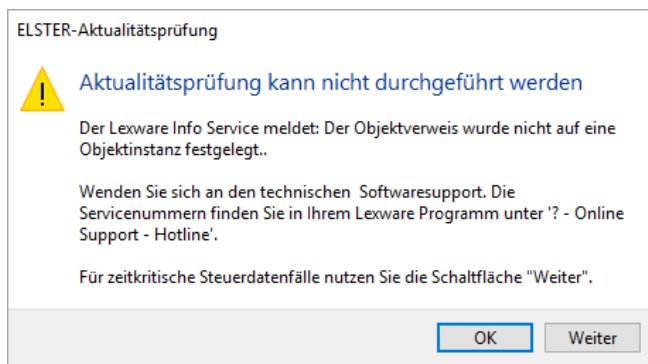 ELSTER-Aktualitätsprüfung
Aktualitätsprüfung kann nicht durchgeführt werden
Der Lexware Info Service meldet: Der Objektverweis wurde nicht auf eine
Objektinstanz festgelegt..
Wenden Sie sich an den technischen  Softwaresupport. Die
Servicenummern finden Sie in Ihrem Lexware Programm unter '? - Online
Support - Hotline'.
Für zeitkritische Steuerdatenfälle nutzen Sie die Schaltfläche "Weiter".
OK Weiter